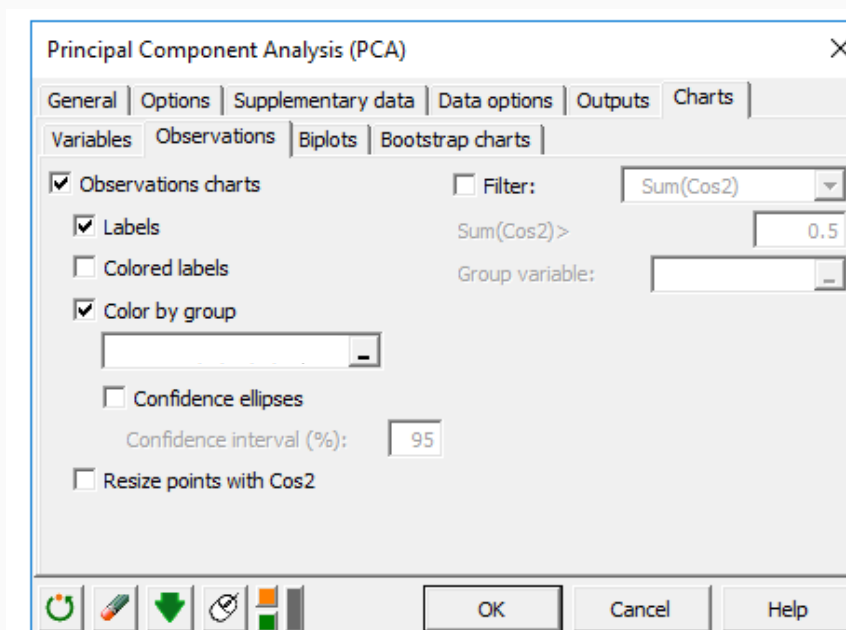 Principal Component Analysis (PCA)
General Options Supplementary data Data options Outputs Charts
Variables Observations Biplots Bootstrap charts
Observations charts
Filter: Sum(Cos2)
Labels
Sum(Cos2)> 0.5
Colored labels
Group variable:
Color by group
Confidence ellipses
Confidence interval (%): 95
Resize points with Cos2
OK Cancel Help